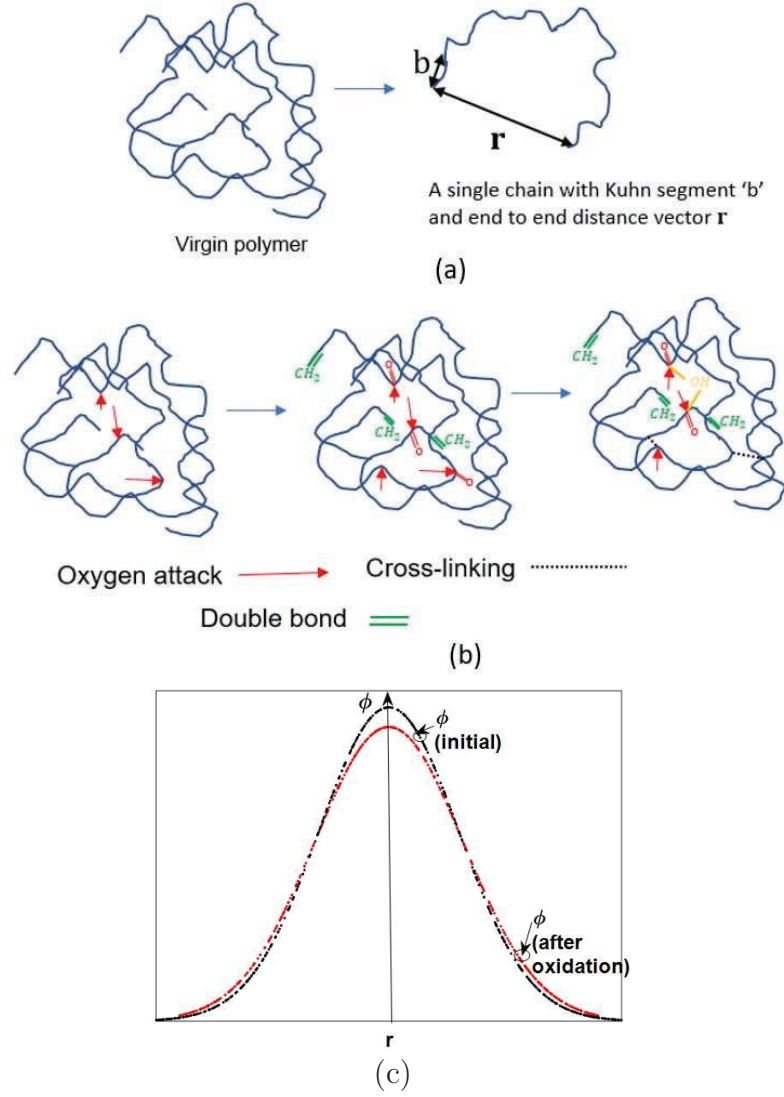 b
r
A single chain with Kuhn segment ‘b’
and end to end distance vector r
Virgin polymer
(a)
CH₂
O
CH₂
CH₂
O
O
CH₂
O
OH
CH₂
CH₂
O
Oxygen attack
Cross-linking
Double bond
(b)
ϕ
ϕ
(initial)
ϕ
(after
oxidation)
r
(c)